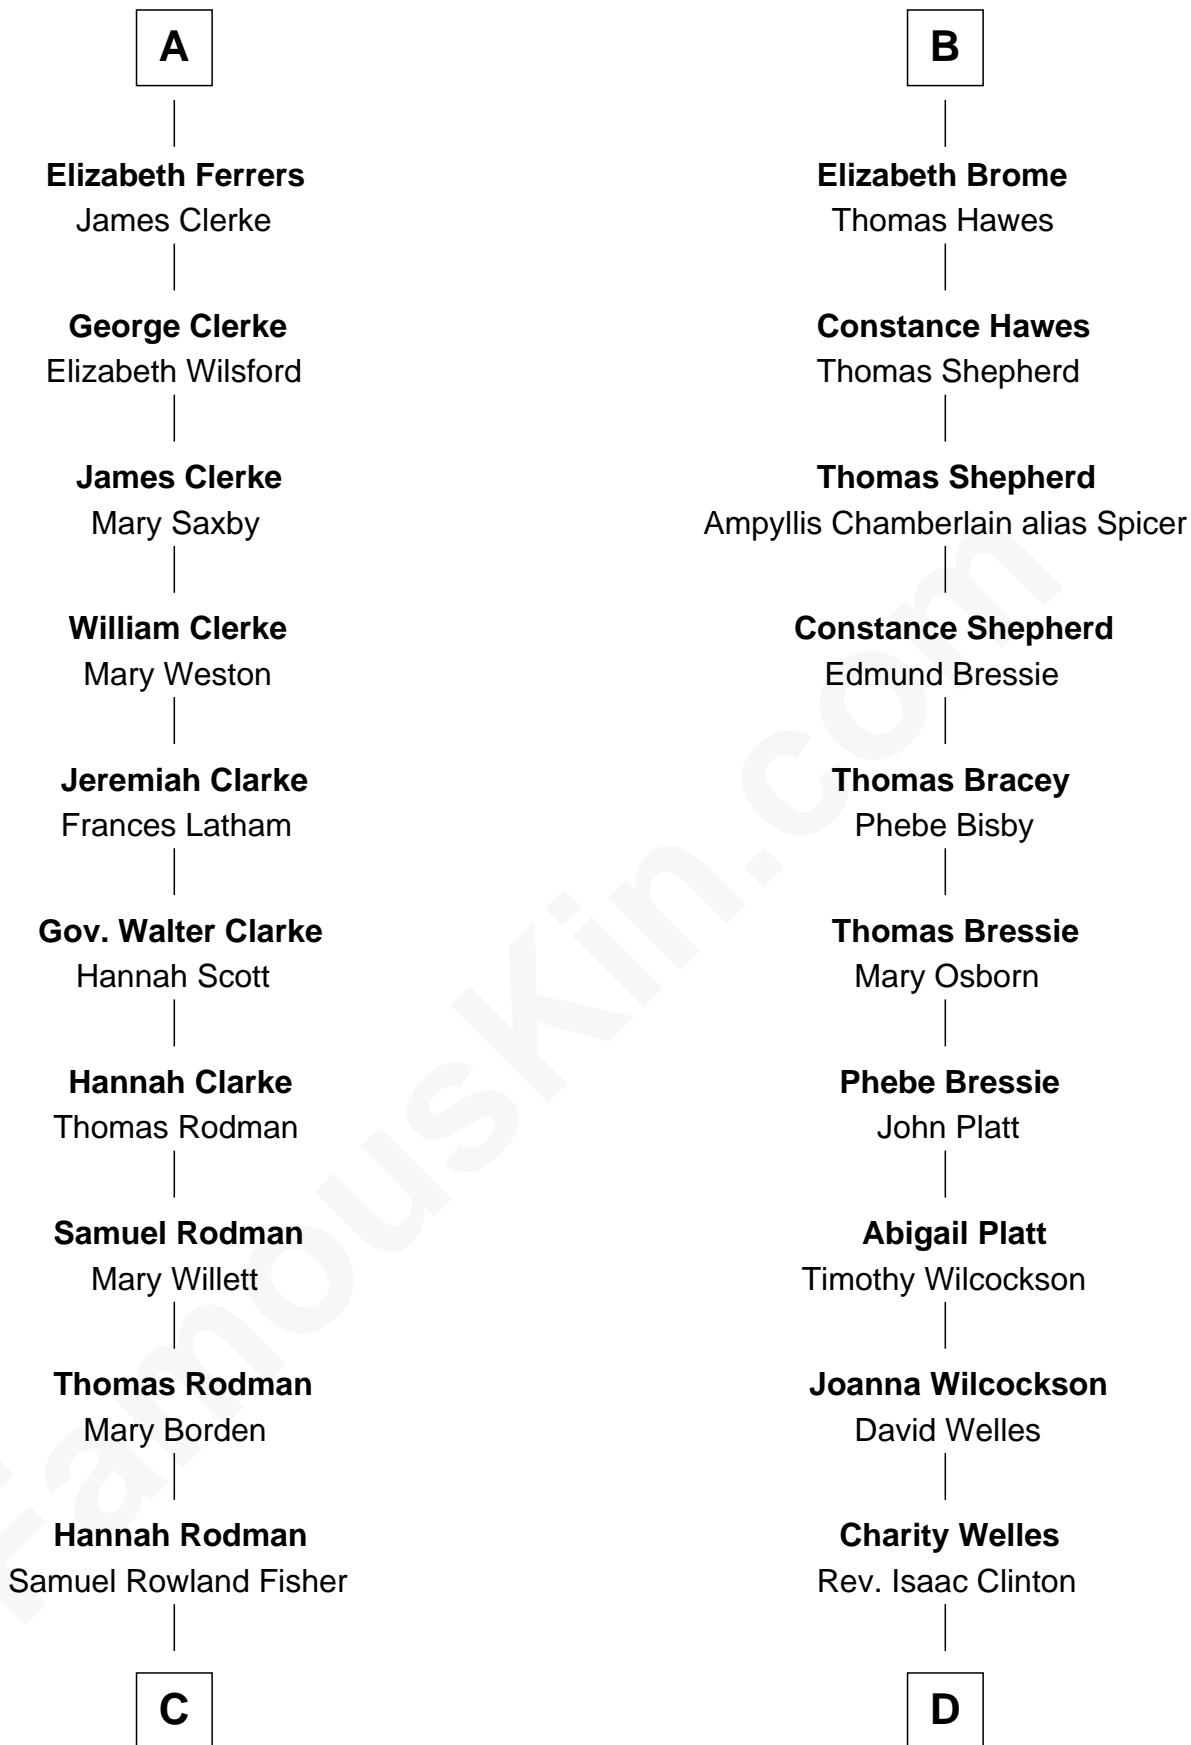 A
Elizabeth Ferrers
James Clerke
George Clerke
Elizabeth Wilsford
James Clerke
Mary Saxby
William Clerke
Mary Weston
Jeremiah Clarke
Frances Latham
Gov. Walter Clarke
Hannah Scott
Hannah Clarke
Thomas Rodman
Samuel Rodman
Mary Willett
Thomas Rodman
Mary Borden
Hannah Rodman
Samuel Rowland Fisher
C
B
Elizabeth Brome
Thomas Hawes
Constance Hawes
Thomas Shepherd
Thomas Shepherd
Ampyllis Chamberlain alias Spicer
Constance Shepherd
Edmund Bressie
Thomas Bracey
Phebe Bisby
Thomas Bressie
Mary Osborn
Phebe Bressie
John Platt
Abigail Platt
Timothy Wilcockson
Joanna Wilcockson
David Welles
Charity Welles
Rev. Isaac Clinton
D
FamousKin.com